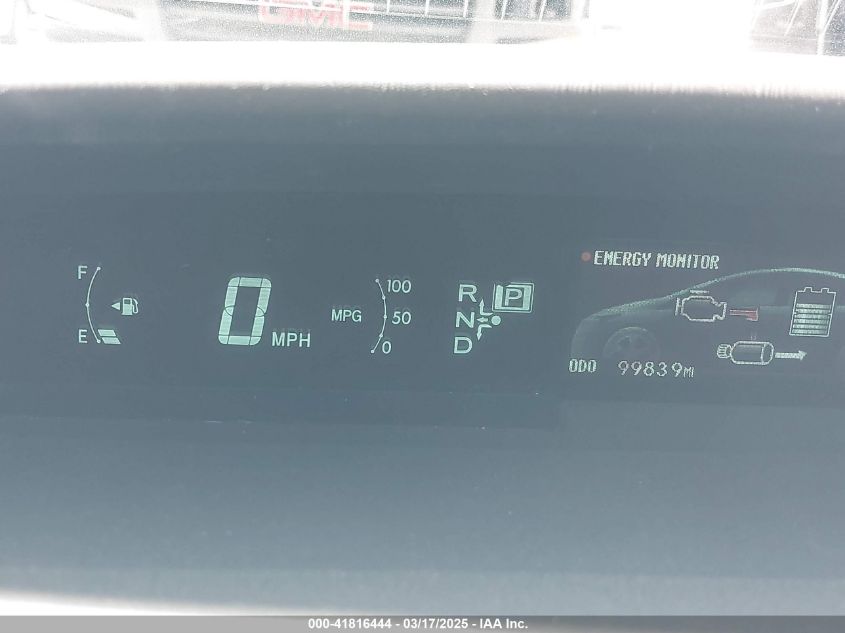 GMC
F
E
0 MPH
MPG
100
50
0
R
N
D
P
ENERGY MONITOR
ODO 99839MI
000-41816444 - 03/17/2025 - IAA Inc.